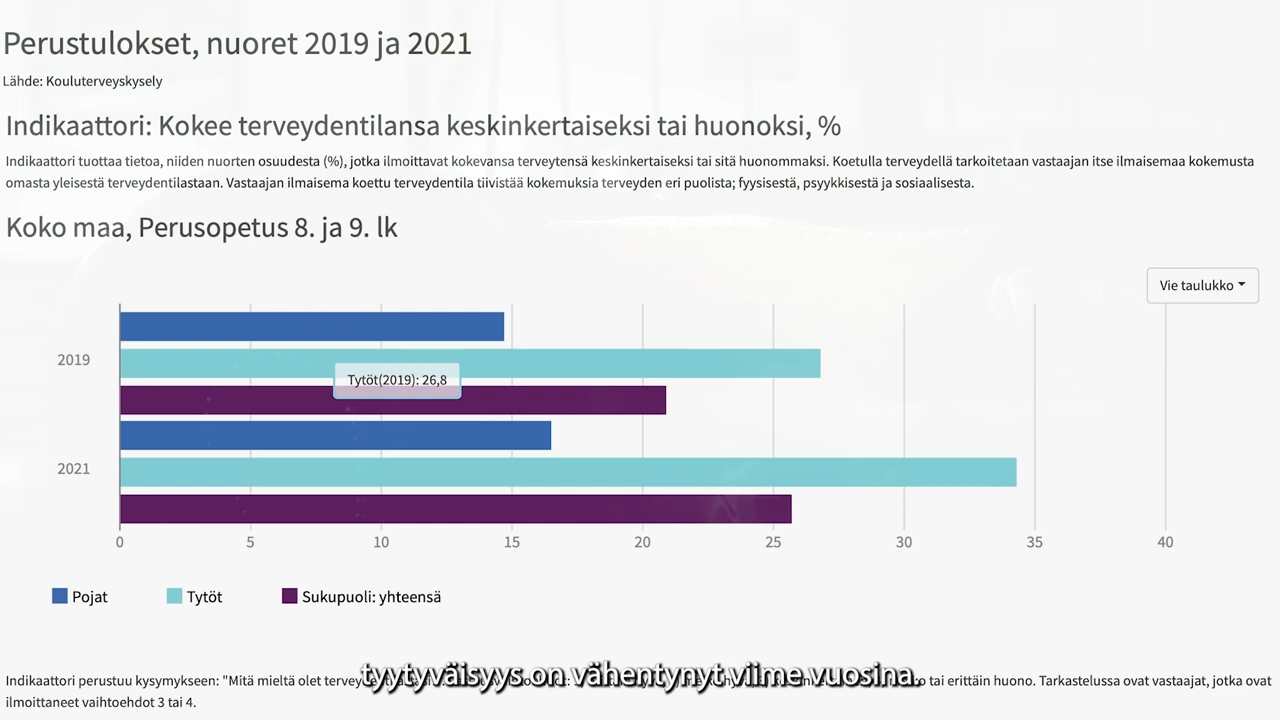 Perustulokset, nuoret 2019 ja 2021
Lähde: Kouluterveyskysely
Indikaattori: Kokee terveydentilansa keskinkertaiseksi tai huonoksi, %
Indikaattori tuottaa tietoa, niiden nuorten osuudesta (%), jotka ilmoittavat kokevansa terveytensä keskinkertaiseksi tai sitä huonommaksi. Koetulla terveydellä tarkoitetaan vastaajan itse ilmaisemaa kokemusta
omasta yleisestä terveydentilastaan. Vastaajan ilmaisema koettu terveydentila tiivistää kokemuksia terveyden eri puolista; fyysisestä, psyykkisestä ja sosiaalisesta.
Koko maa, Perusopetus 8. ja 9. lk
Vie taulukko
2019
Tytöt(2019): 26,8
2021
0 5 10 15 20 25 30 35 40
Pojat Tytöt Sukupuoli: yhteensä
tyytyväisyys on vähentynyt viime vuosina.
Indikaattori perustuu kysymykseen: "Mitä mieltä olet tai erittäin huono. Tarkastelussa ovat vastaajat, jotka ovat
ilmoittaneet vaihtoehdot 3 tai 4.